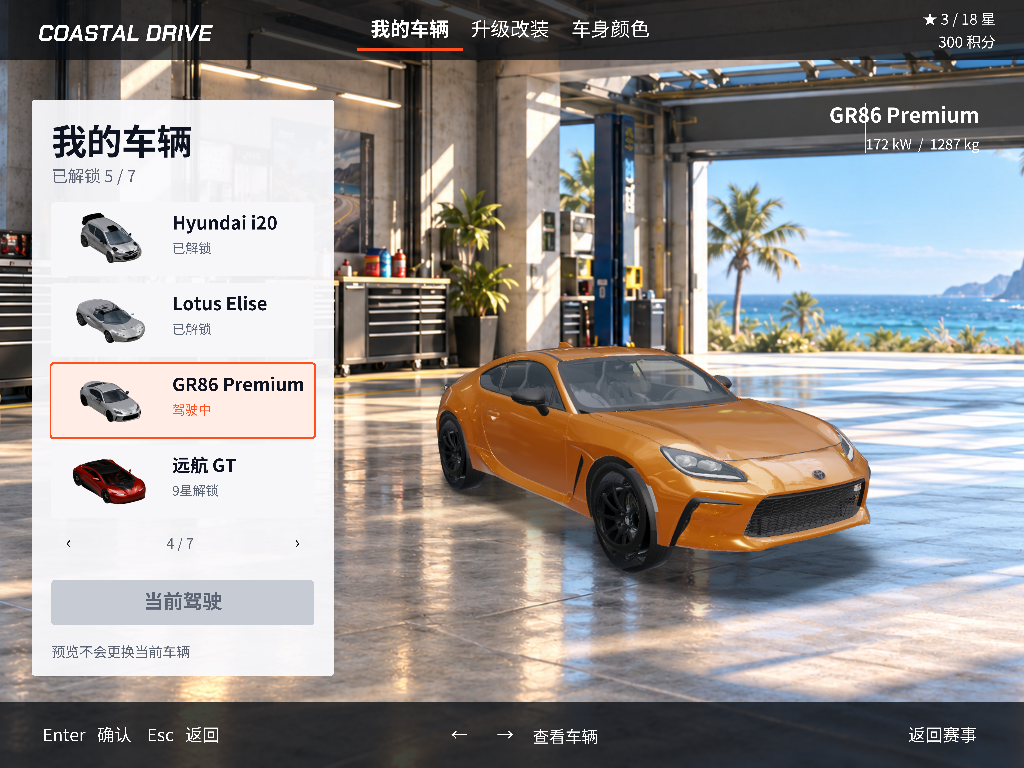 COASTAL DRIVE
我的车辆 升级改装 车身颜色
★ 3 / 18 星
300 积分
GR86 Premium
172 kW / 1287 kg
我的车辆
已解锁 5 / 7
Hyundai i20
已解锁
Lotus Elise
已解锁
GR86 Premium
驾驶中
远航 GT
9星解锁
‹ 4 / 7 ›
当前驾驶
预览不会更换当前车辆
Enter 确认 Esc 返回
← → 查看车辆
返回赛事